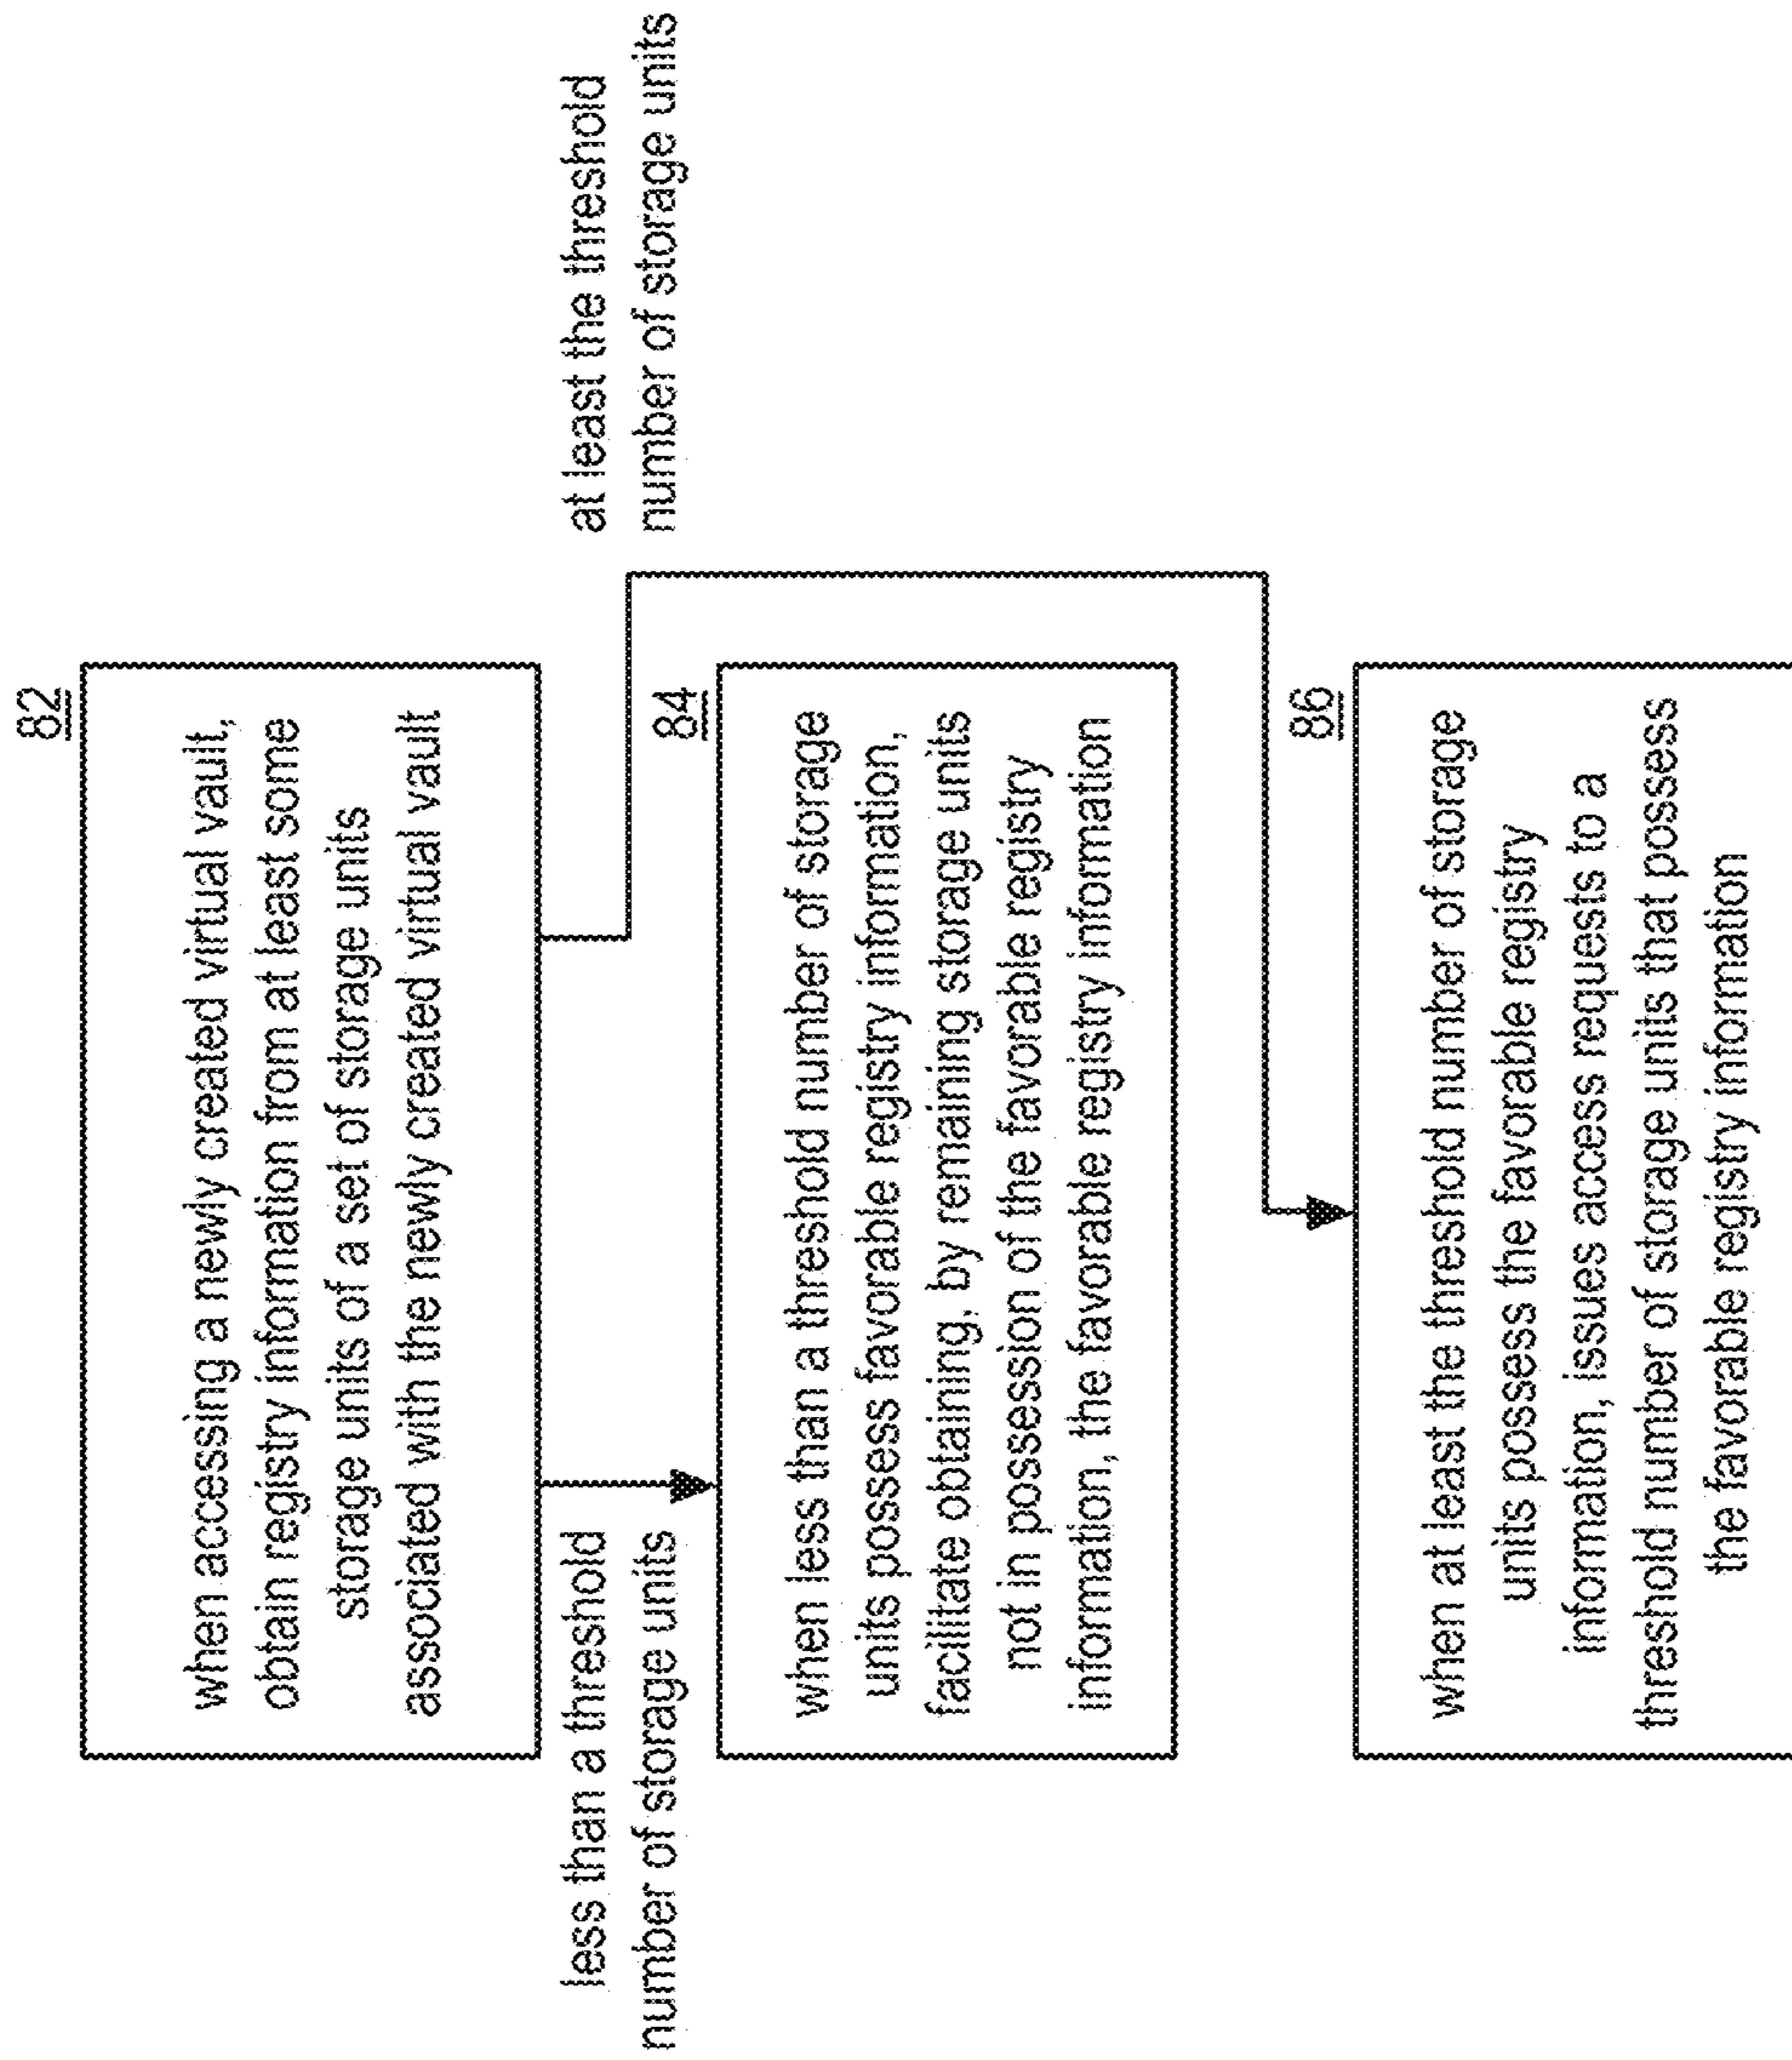 82
when accessing a newly created virtual vault,
obtain registry information from at least some
storage units of a set of storage units
associated with the newly created virtual vault
less than a threshold
number of storage units
at least the threshold
number of storage units
84
when less than a threshold number of storage
units possess favorable registry information,
facilitate obtaining, by remaining storage units
not in possession of the favorable registry
information, the favorable registry information
86
when at least the threshold number of storage
units possess the favorable registry
information, issues access requests to a
threshold number of storage units that possess
the favorable registry information